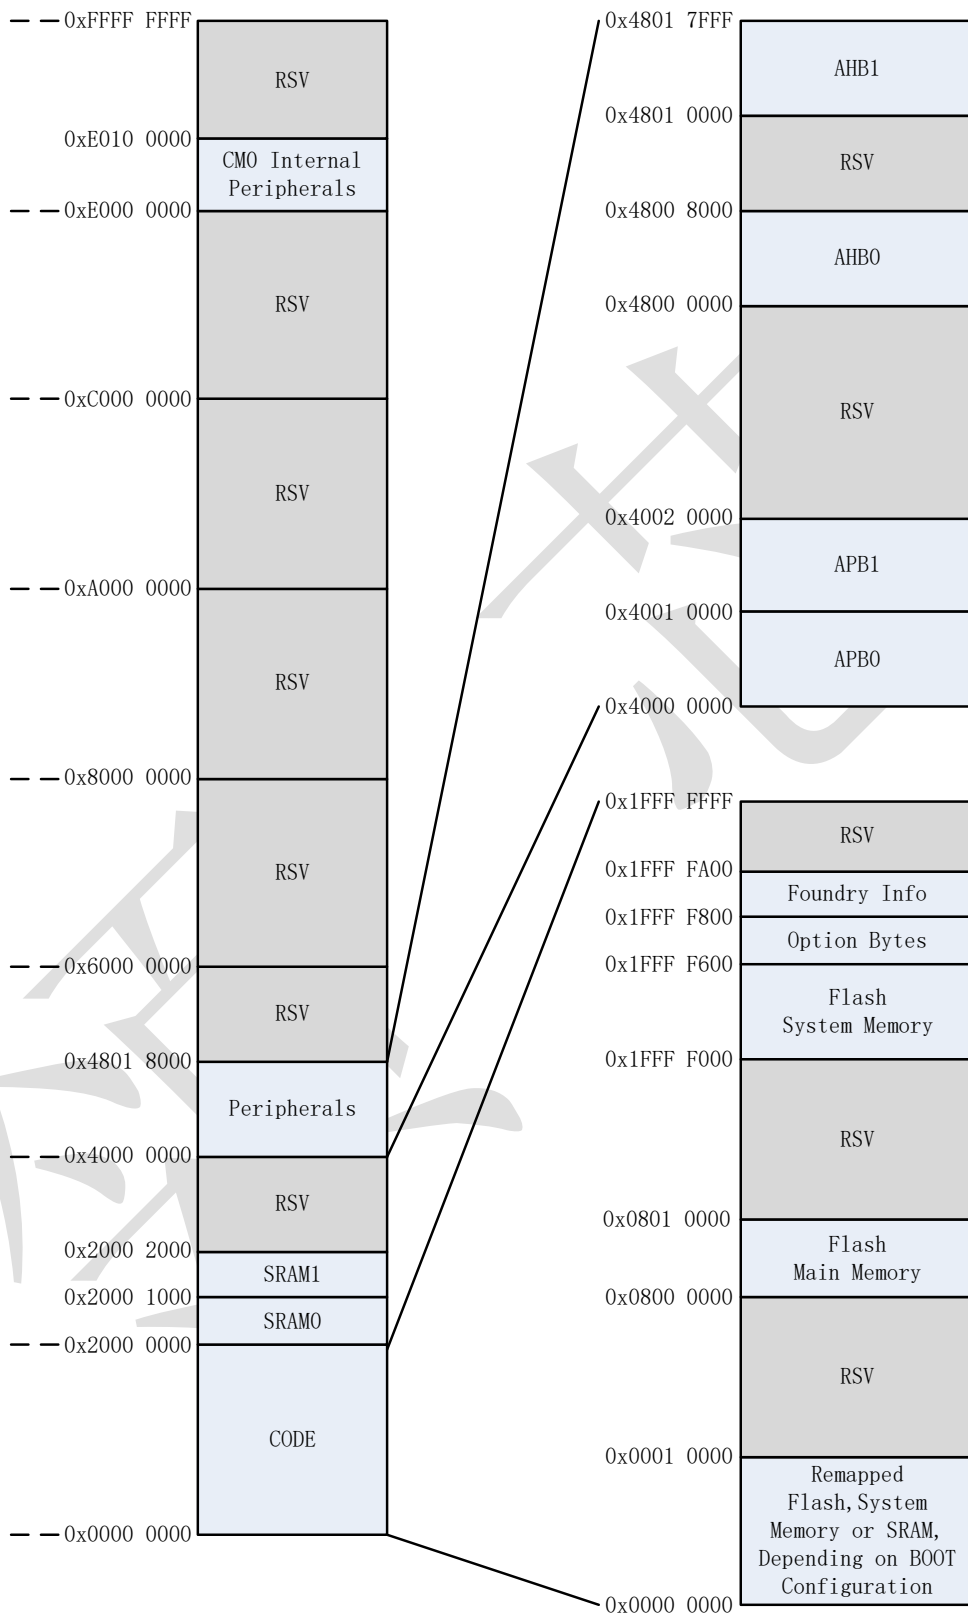 0xFFFF FFFF
RSV
0xE010 0000
CM0 Internal
Peripherals
0xE000 0000
RSV
0xC000 0000
RSV
0xA000 0000
RSV
0x8000 0000
RSV
0x6000 0000
RSV
0x4801 8000
Peripherals
0x4000 0000
RSV
0x2000 2000
SRAM1
0x2000 1000
SRAM0
0x2000 0000
CODE
0x0000 0000
0x4801 7FFF
AHB1
0x4801 0000
RSV
0x4800 8000
AHB0
0x4800 0000
RSV
0x4002 0000
APB1
0x4001 0000
APB0
0x4000 0000
0x1FFF FFFF
RSV
0x1FFF FA00
Foundry Info
0x1FFF F800
Option Bytes
0x1FFF F600
Flash
System Memory
0x1FFF F000
RSV
0x0801 0000
Flash
Main Memory
0x0800 0000
RSV
0x0001 0000
Remapped
Flash,System
Memory or SRAM,
Depending on BOOT
Configuration
0x0000 0000